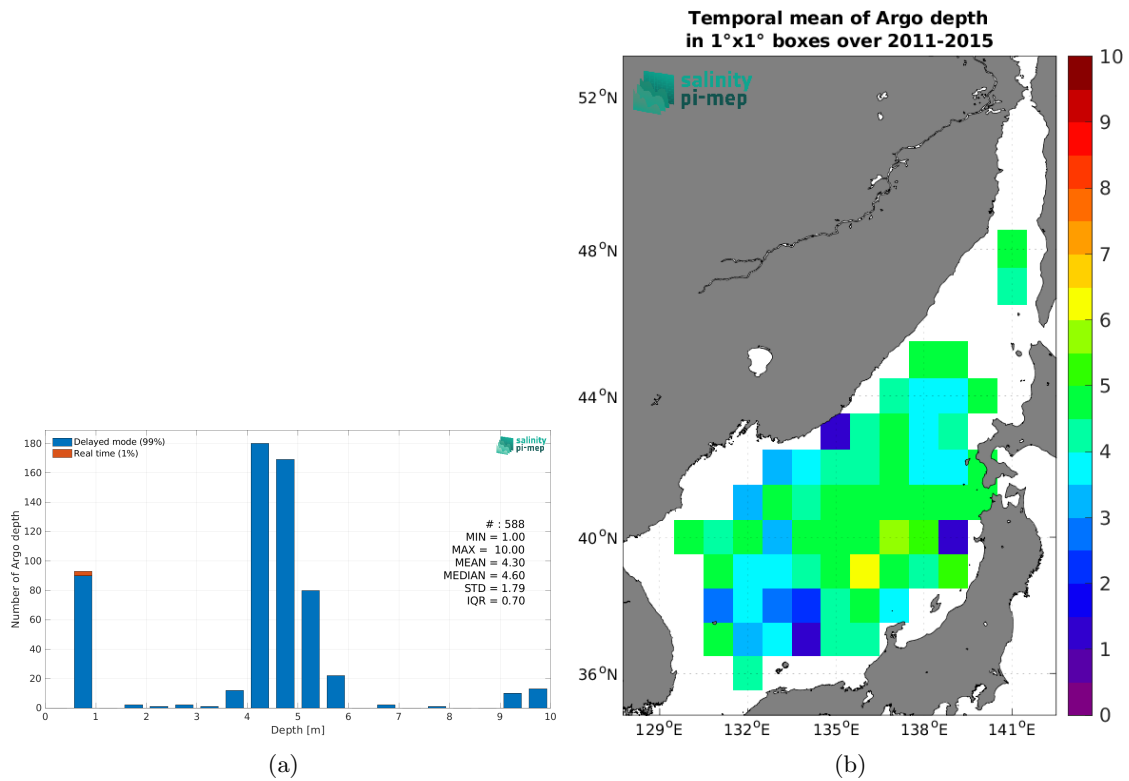 Temporal mean of Argo depth
in 1°x1° boxes over 2011-2015
salinity
pi-mep
52°N
48°N
44°N
40°N
36°N
129°E
132°E
135°E
138°E
141°E
10
9
8
7
6
5
4
3
2
1
0
Delayed mode (99%)
Real time (1%)
salinity
pi-mep
Number of Argo depth
180
160
140
120
100
80
60
40
20
0
# : 588
MIN = 1.00
MAX = 10.00
MEAN = 4.30
MEDIAN = 4.60
STD = 1.79
IQR = 0.70
0
1
2
3
4
5
6
7
8
9
10
Depth [m]
(a)
(b)